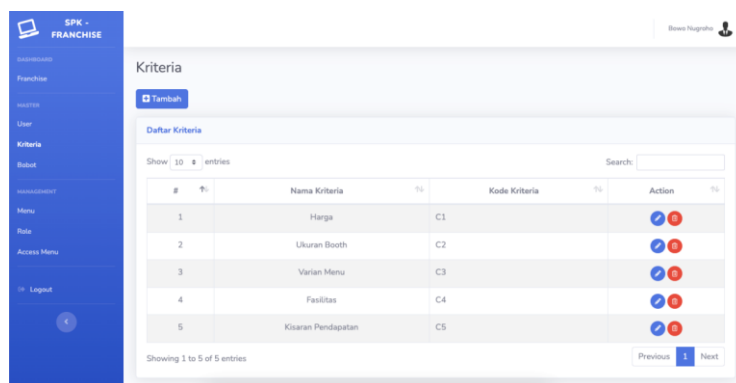 SPK -
FRANCHISE
Bowo Nugroho
DASHBOARD
Franchise
MASTER
User
Kriteria
Bobot
MANAGEMENT
Menu
Role
Access Menu
Logout
Kriteria
Tambah
Daftar Kriteria
Show 10 entries
Search:
# Nama Kriteria Kode Kriteria Action
1 Harga C1
2 Ukuran Booth C2
3 Varian Menu C3
4 Fasilitas C4
5 Kisaran Pendapatan C5
Showing 1 to 5 of 5 entries
Previous 1 Next